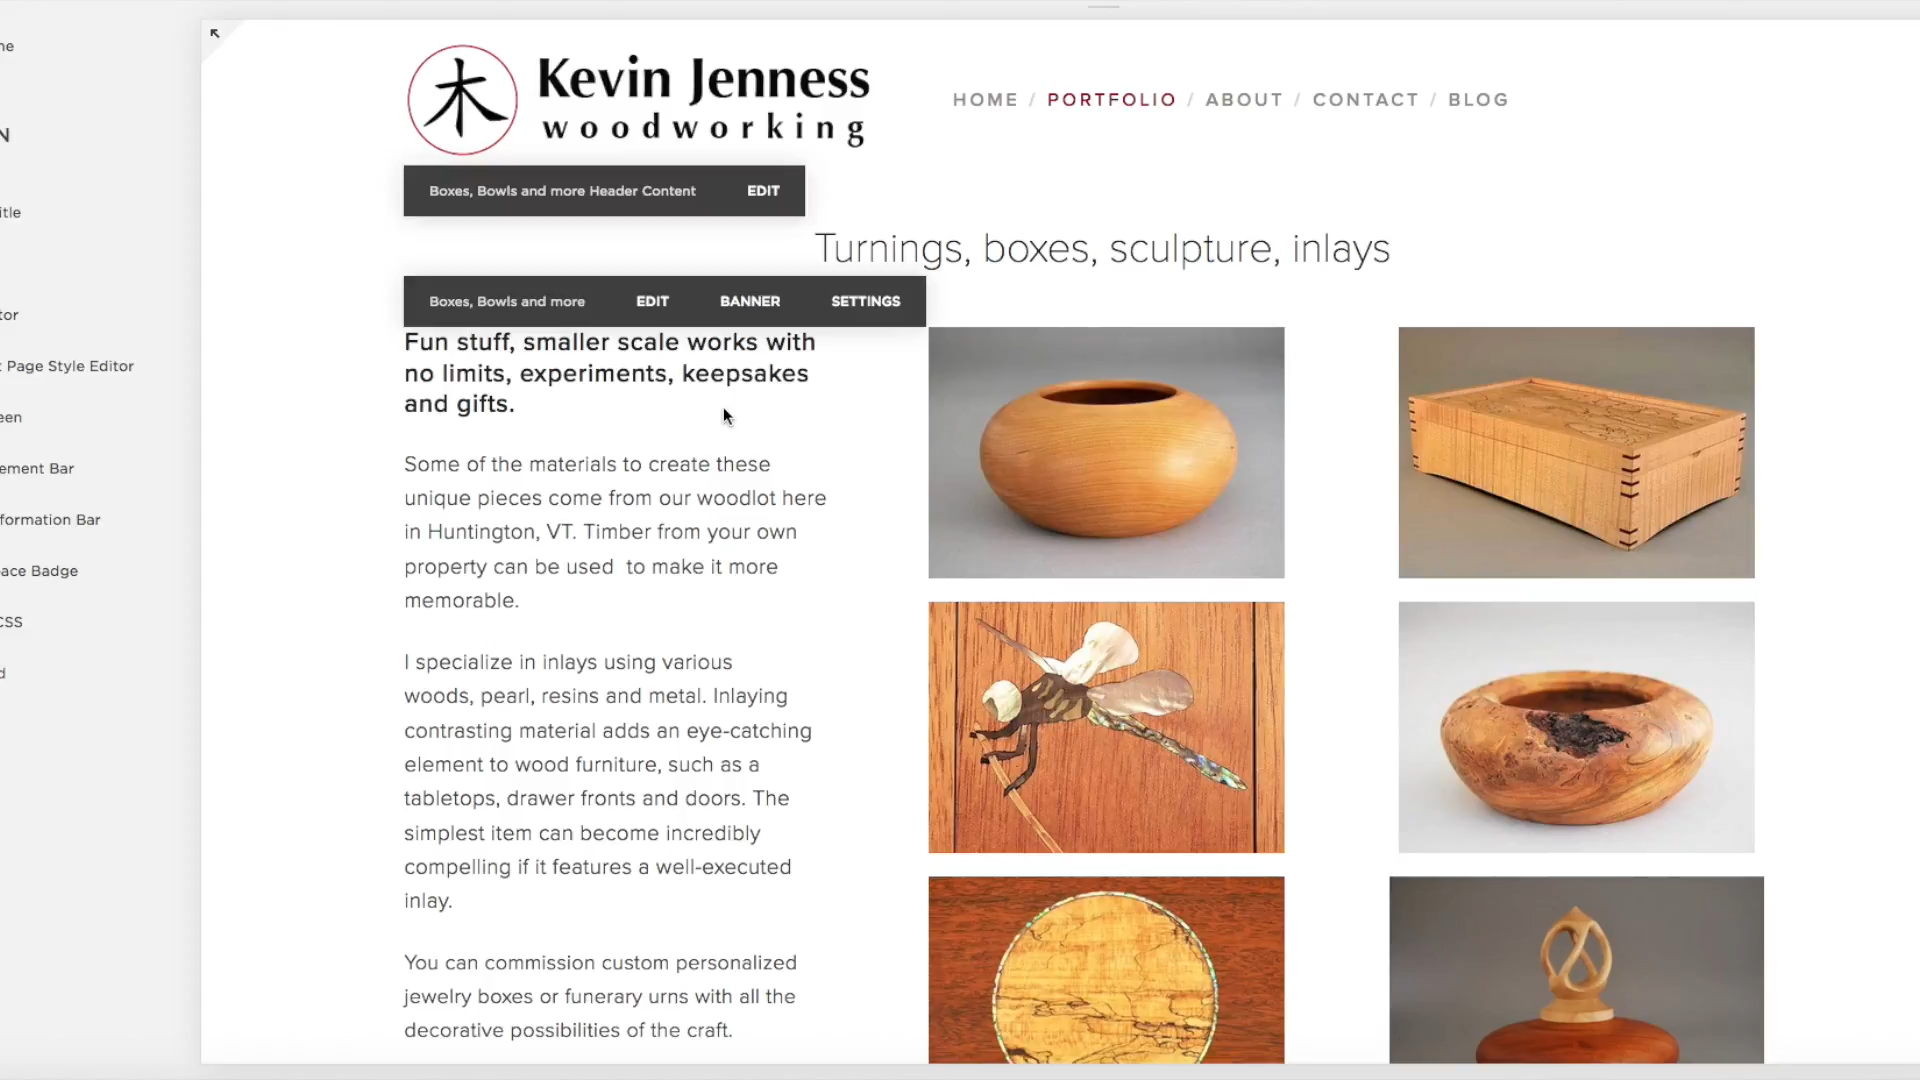 ne
N
itle
tor
t Page Style Editor
een
ement Bar
formation Bar
ace Badge
CSS
d
木
Kevin Jenness
woodworking
HOME / PORTFOLIO / ABOUT / CONTACT / BLOG
Boxes, Bowls and more Header Content EDIT
Turnings, boxes, sculpture, inlays
Boxes, Bowls and more EDIT BANNER SETTINGS
Fun stuff, smaller scale works with
no limits, experiments, keepsakes
and gifts.
Some of the materials to create these
unique pieces come from our woodlot here
in Huntington, VT. Timber from your own
property can be used  to make it more
memorable.
I specialize in inlays using various
woods, pearl, resins and metal. Inlaying
contrasting material adds an eye-catching
element to wood furniture, such as a
tabletops, drawer fronts and doors. The
simplest item can become incredibly
compelling if it features a well-executed
inlay.
You can commission custom personalized
jewelry boxes or funerary urns with all the
decorative possibilities of the craft.